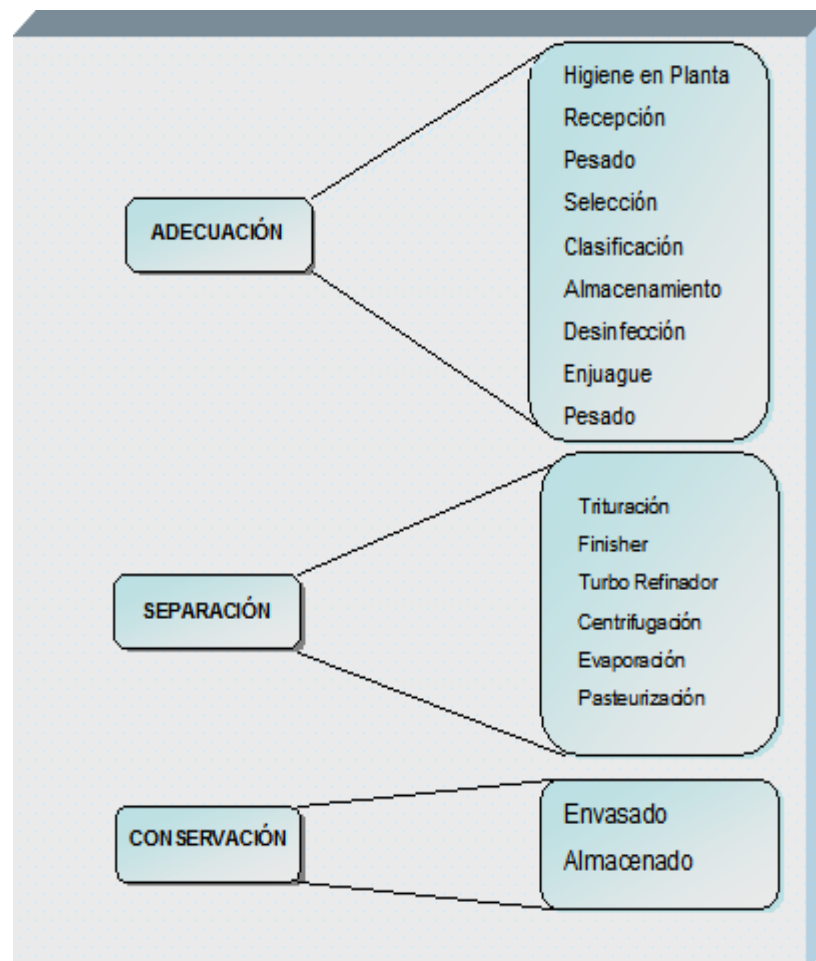 ADECUACIÓN
Higiene en Planta
Recepción
Pesado
Selección
Clasificación
Almacenamiento
Desinfección
Enjuague
Pesado
SEPARACIÓN
Trituración
Finisher
Turbo Refinador
Centrifugación
Evaporación
Pasteurización
CONSERVACIÓN
Envasado
Almacenado